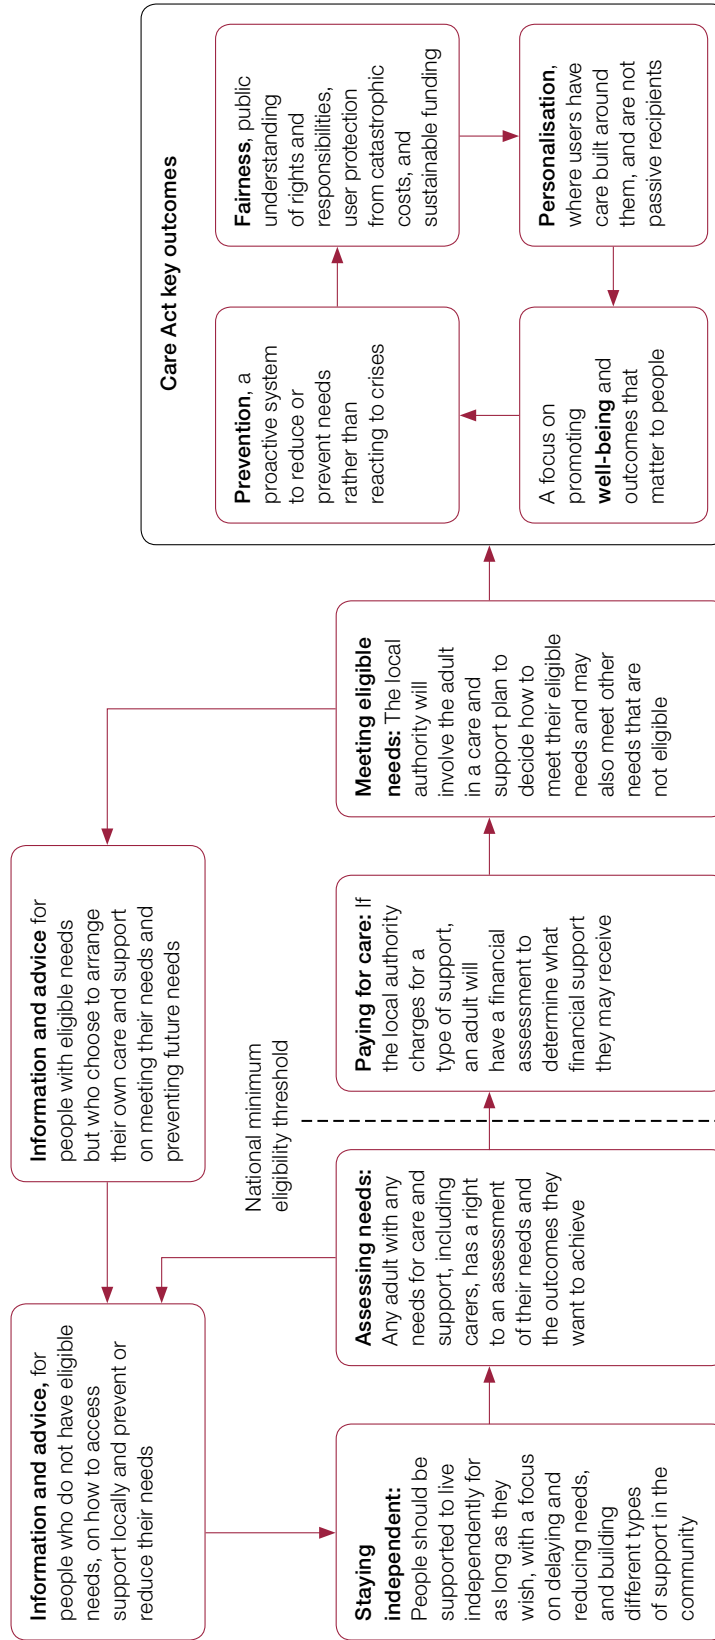 Information and advice, for
people who do not have eligible
needs, on how to access
support locally and prevent or
reduce their needs
Information and advice for
people with eligible needs
but who choose to arrange
their own care and support
on meeting their needs and
preventing future needs
National minimum
eligibility threshold
Staying
independent:
People should be
supported to live
independently for
as long as they
wish, with a focus
on delaying and
reducing needs,
and building
different types
of support in the
community
Assessing needs:
Any adult with any
needs for care and
support, including
carers, has a right
to an assessment
of their needs and
the outcomes they
want to achieve
Paying for care: If
the local authority
charges for a
type of support,
an adult will
have a financial
assessment to
determine what
financial support
they may receive
Meeting eligible
needs: The local
authority will
involve the adult
in a care and
support plan to
decide how to
meet their eligible
needs and may
also meet other
needs that are
not eligible
Care Act key outcomes
Prevention, a
proactive system
to reduce or
prevent needs
rather than
reacting to crises
Fairness, public
understanding
of rights and
responsibilities,
user protection
from catastrophic
costs, and
sustainable funding
A focus on
promoting
well-being and
outcomes that
matter to people
Personalisation,
where users have
care built around
them, and are not
passive recipients